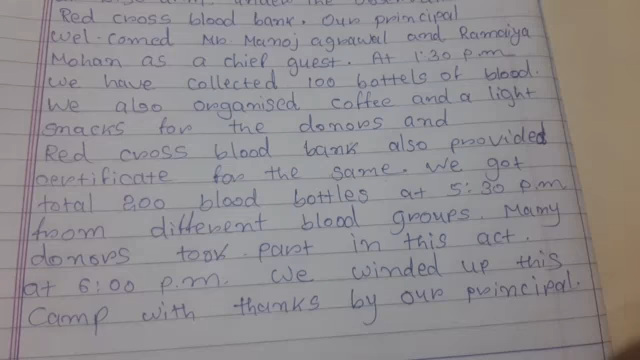 under the
Red cross blood bank. Our principal
wel-comed Mr. Manoj agrawal and Ramaiya
Mohan as a chief guest. At 1:30 p.m
we have collected 100 bottels of blood.
We also organised coffee and a light
snacks for the donors and
Red cross blood bank also provided
certificate for the same. We got
total 200 blood bottles at 5:30 p.m
from different blood groups. Many
donors took part in this act.
at 6:00 p.m. We winded up this
Camp with thanks by our principal.